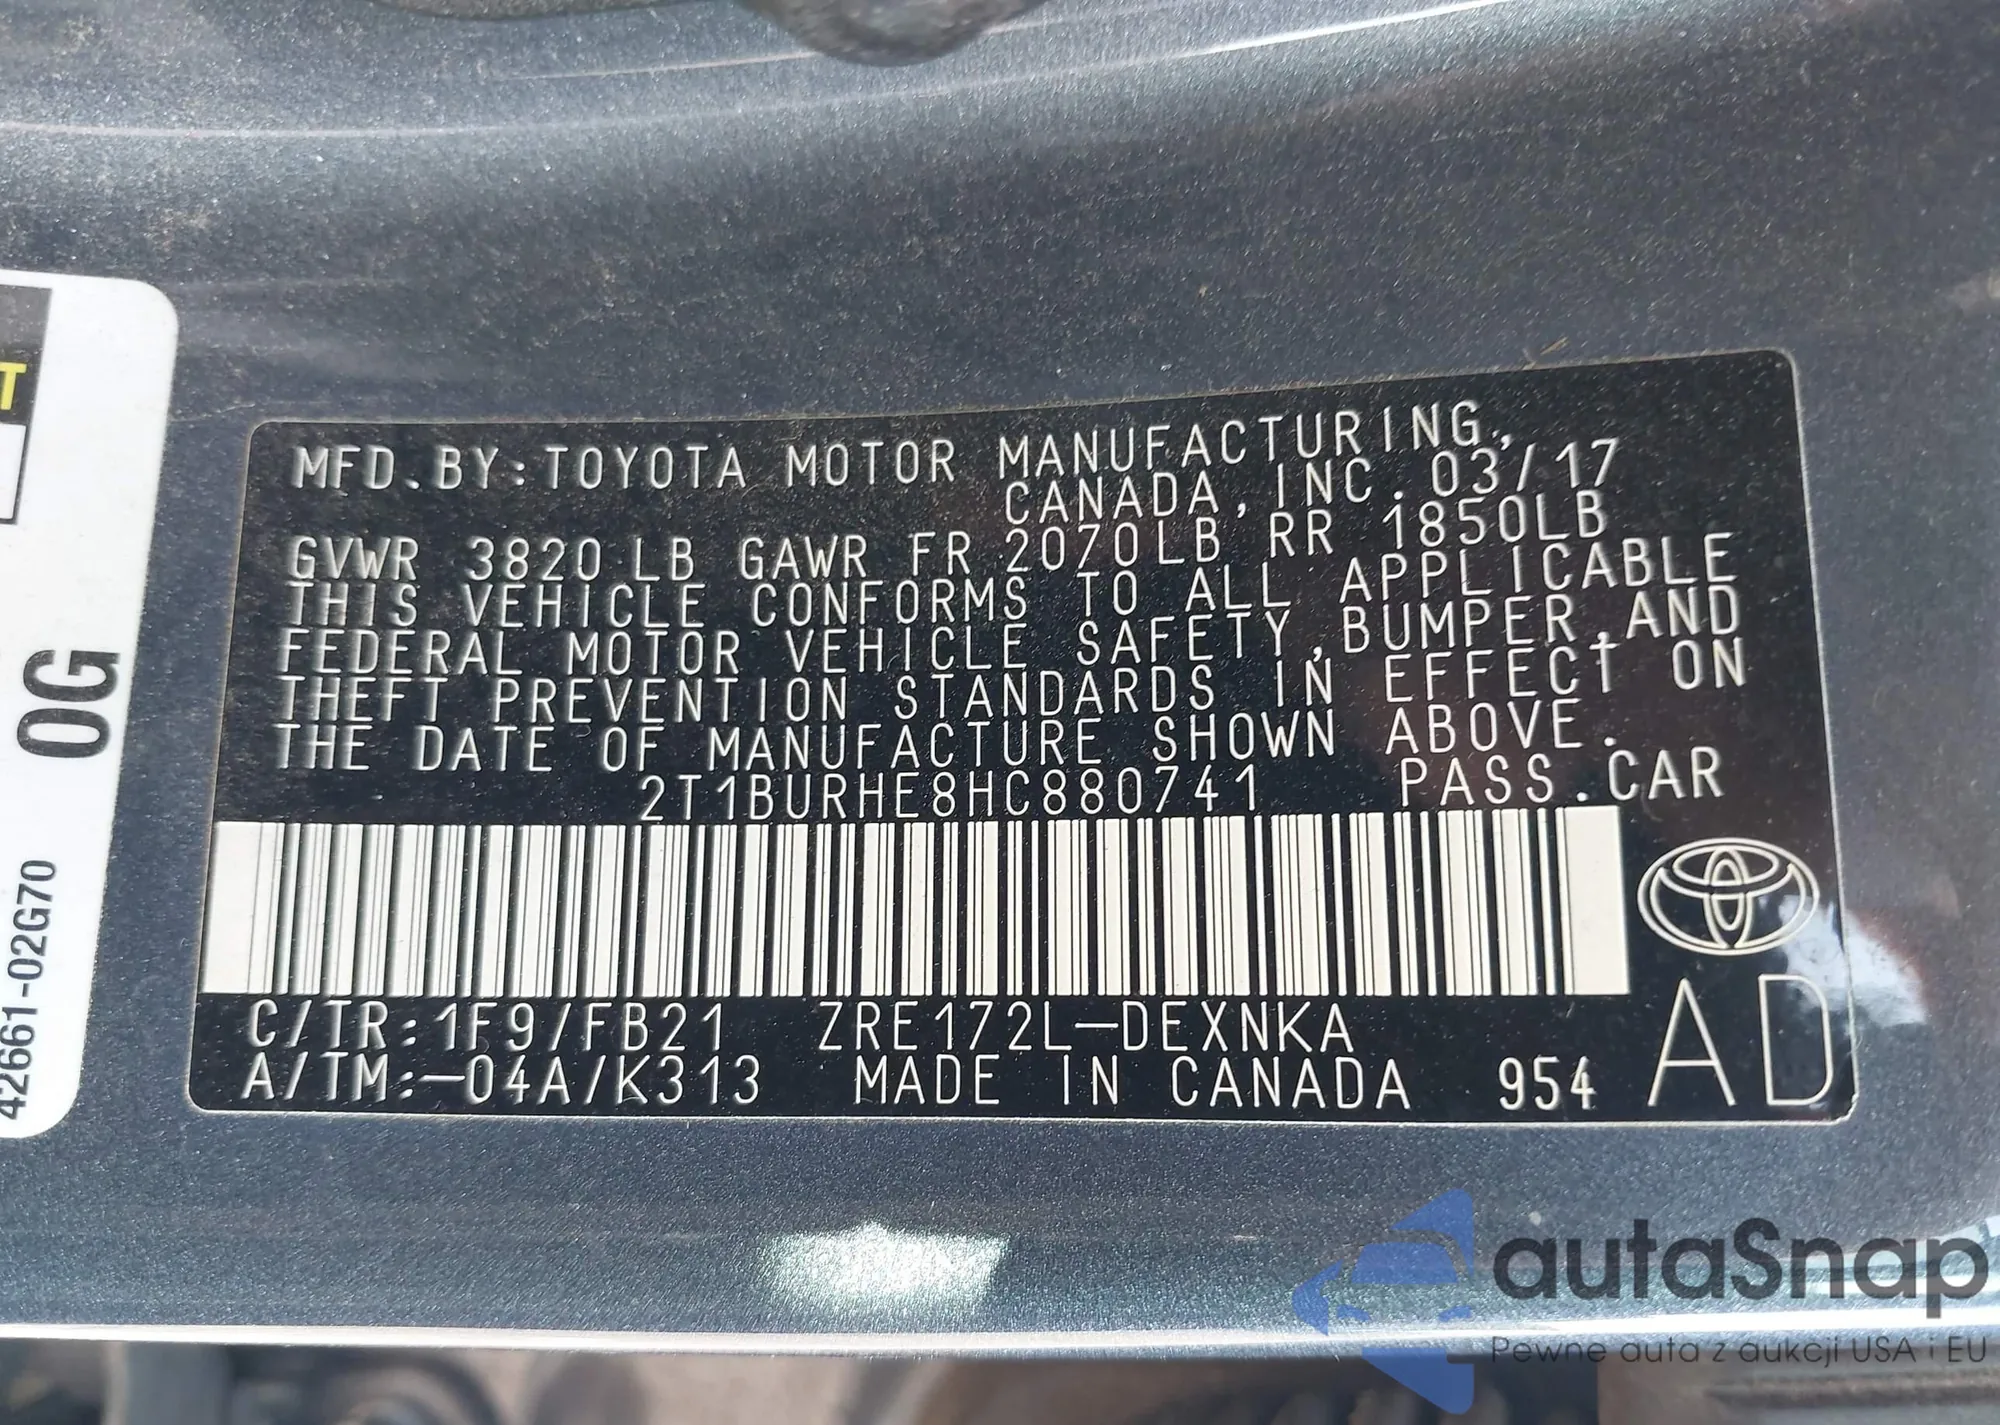 MFD.BY:TOYOTA MOTOR MANUFACTURING,
CANADA,INC. 03/17
GVWR 3820 LB GAWR FR 2070LB RR 1850LB
THIS VEHICLE CONFORMS TO ALL APPLICABLE
FEDERAL MOTOR VEHICLE SAFETY,BUMPER,AND
THEFT PREVENTION STANDARDS IN EFFECT ON
THE DATE OF MANUFACTURE SHOWN ABOVE.
2T1BURHE8HC880741 PASS.CAR
C/TR:1F9/FB21 ZRE172L-DEXNKA
A/TM:-04A/K313 MADE IN CANADA 954
AD
T
0G
42661-02G70
autaSnap
Pewne auta z aukcji USA i EU